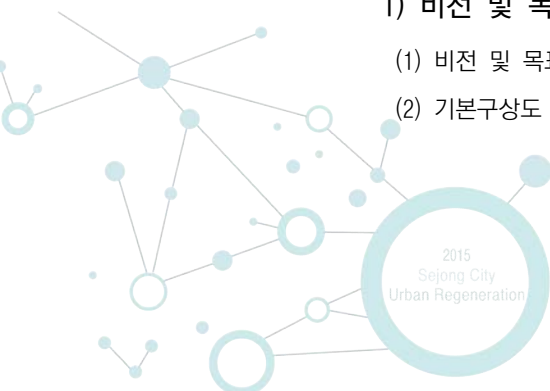 1) 비전 및 목
(1) 비전 및 목표
(2) 기본구상도
2015
Sejong City
Urban Regeneration